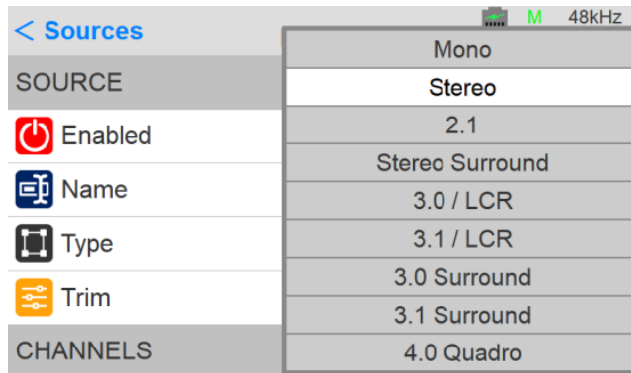 < Sources
M 48kHz
SOURCE
Enabled
Name
Type
Trim
CHANNELS
Mono
Stereo
2.1
Stereo Surround
3.0 / LCR
3.1 / LCR
3.0 Surround
3.1 Surround
4.0 Quadro